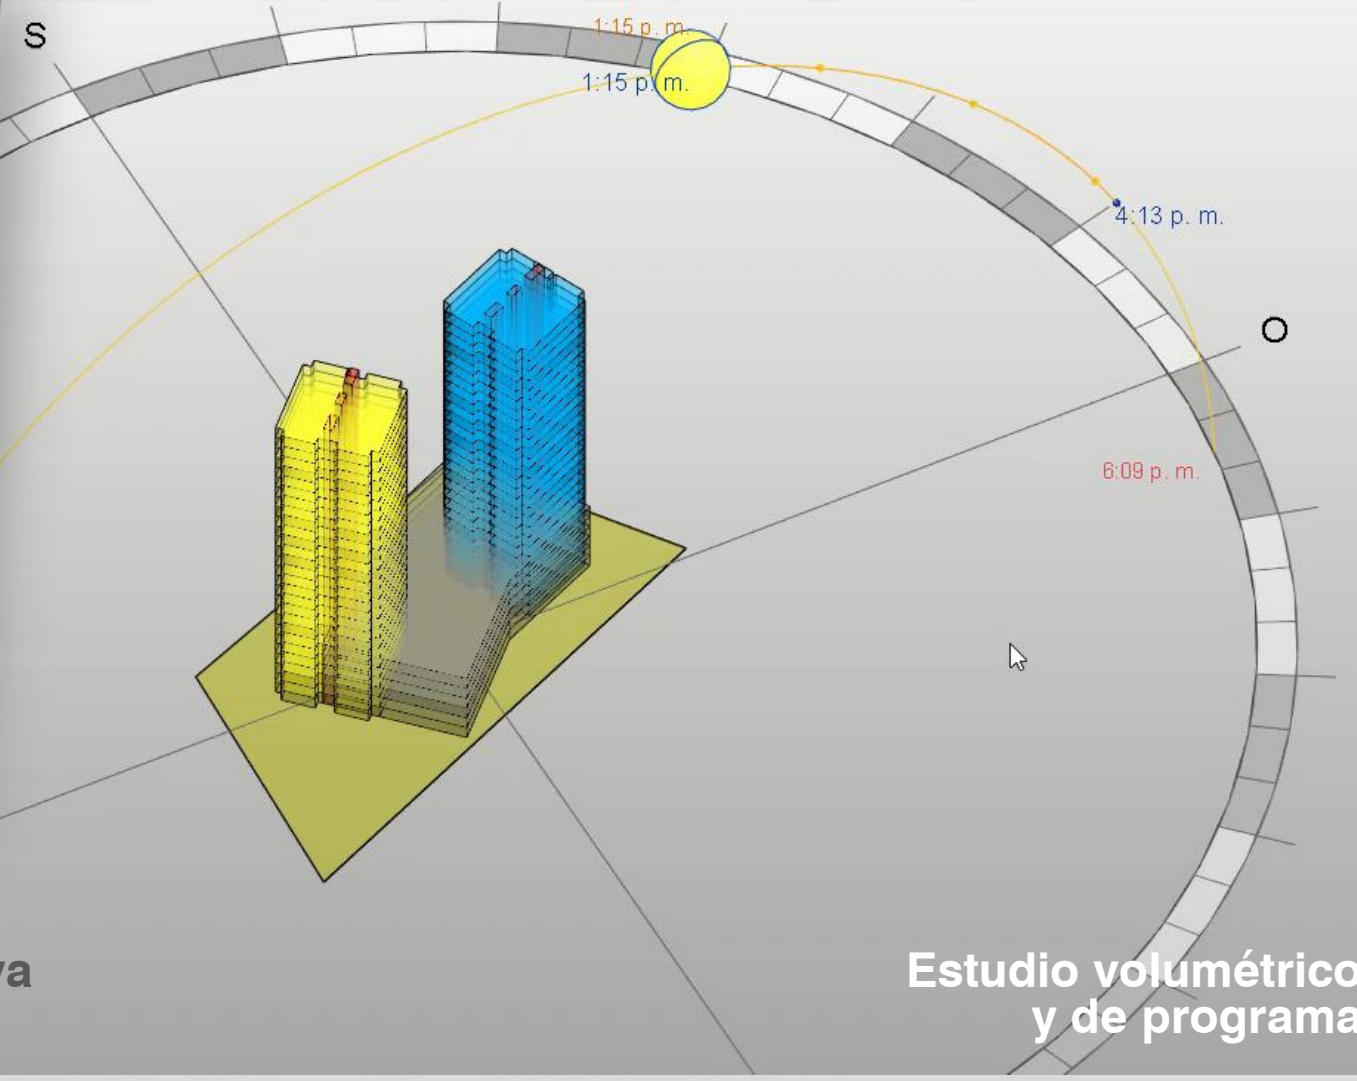 S
1:15 p. m.
1:15 p. m.
4:13 p. m.
O
6:09 p. m.
va
Estudio volumétrico
y de programa